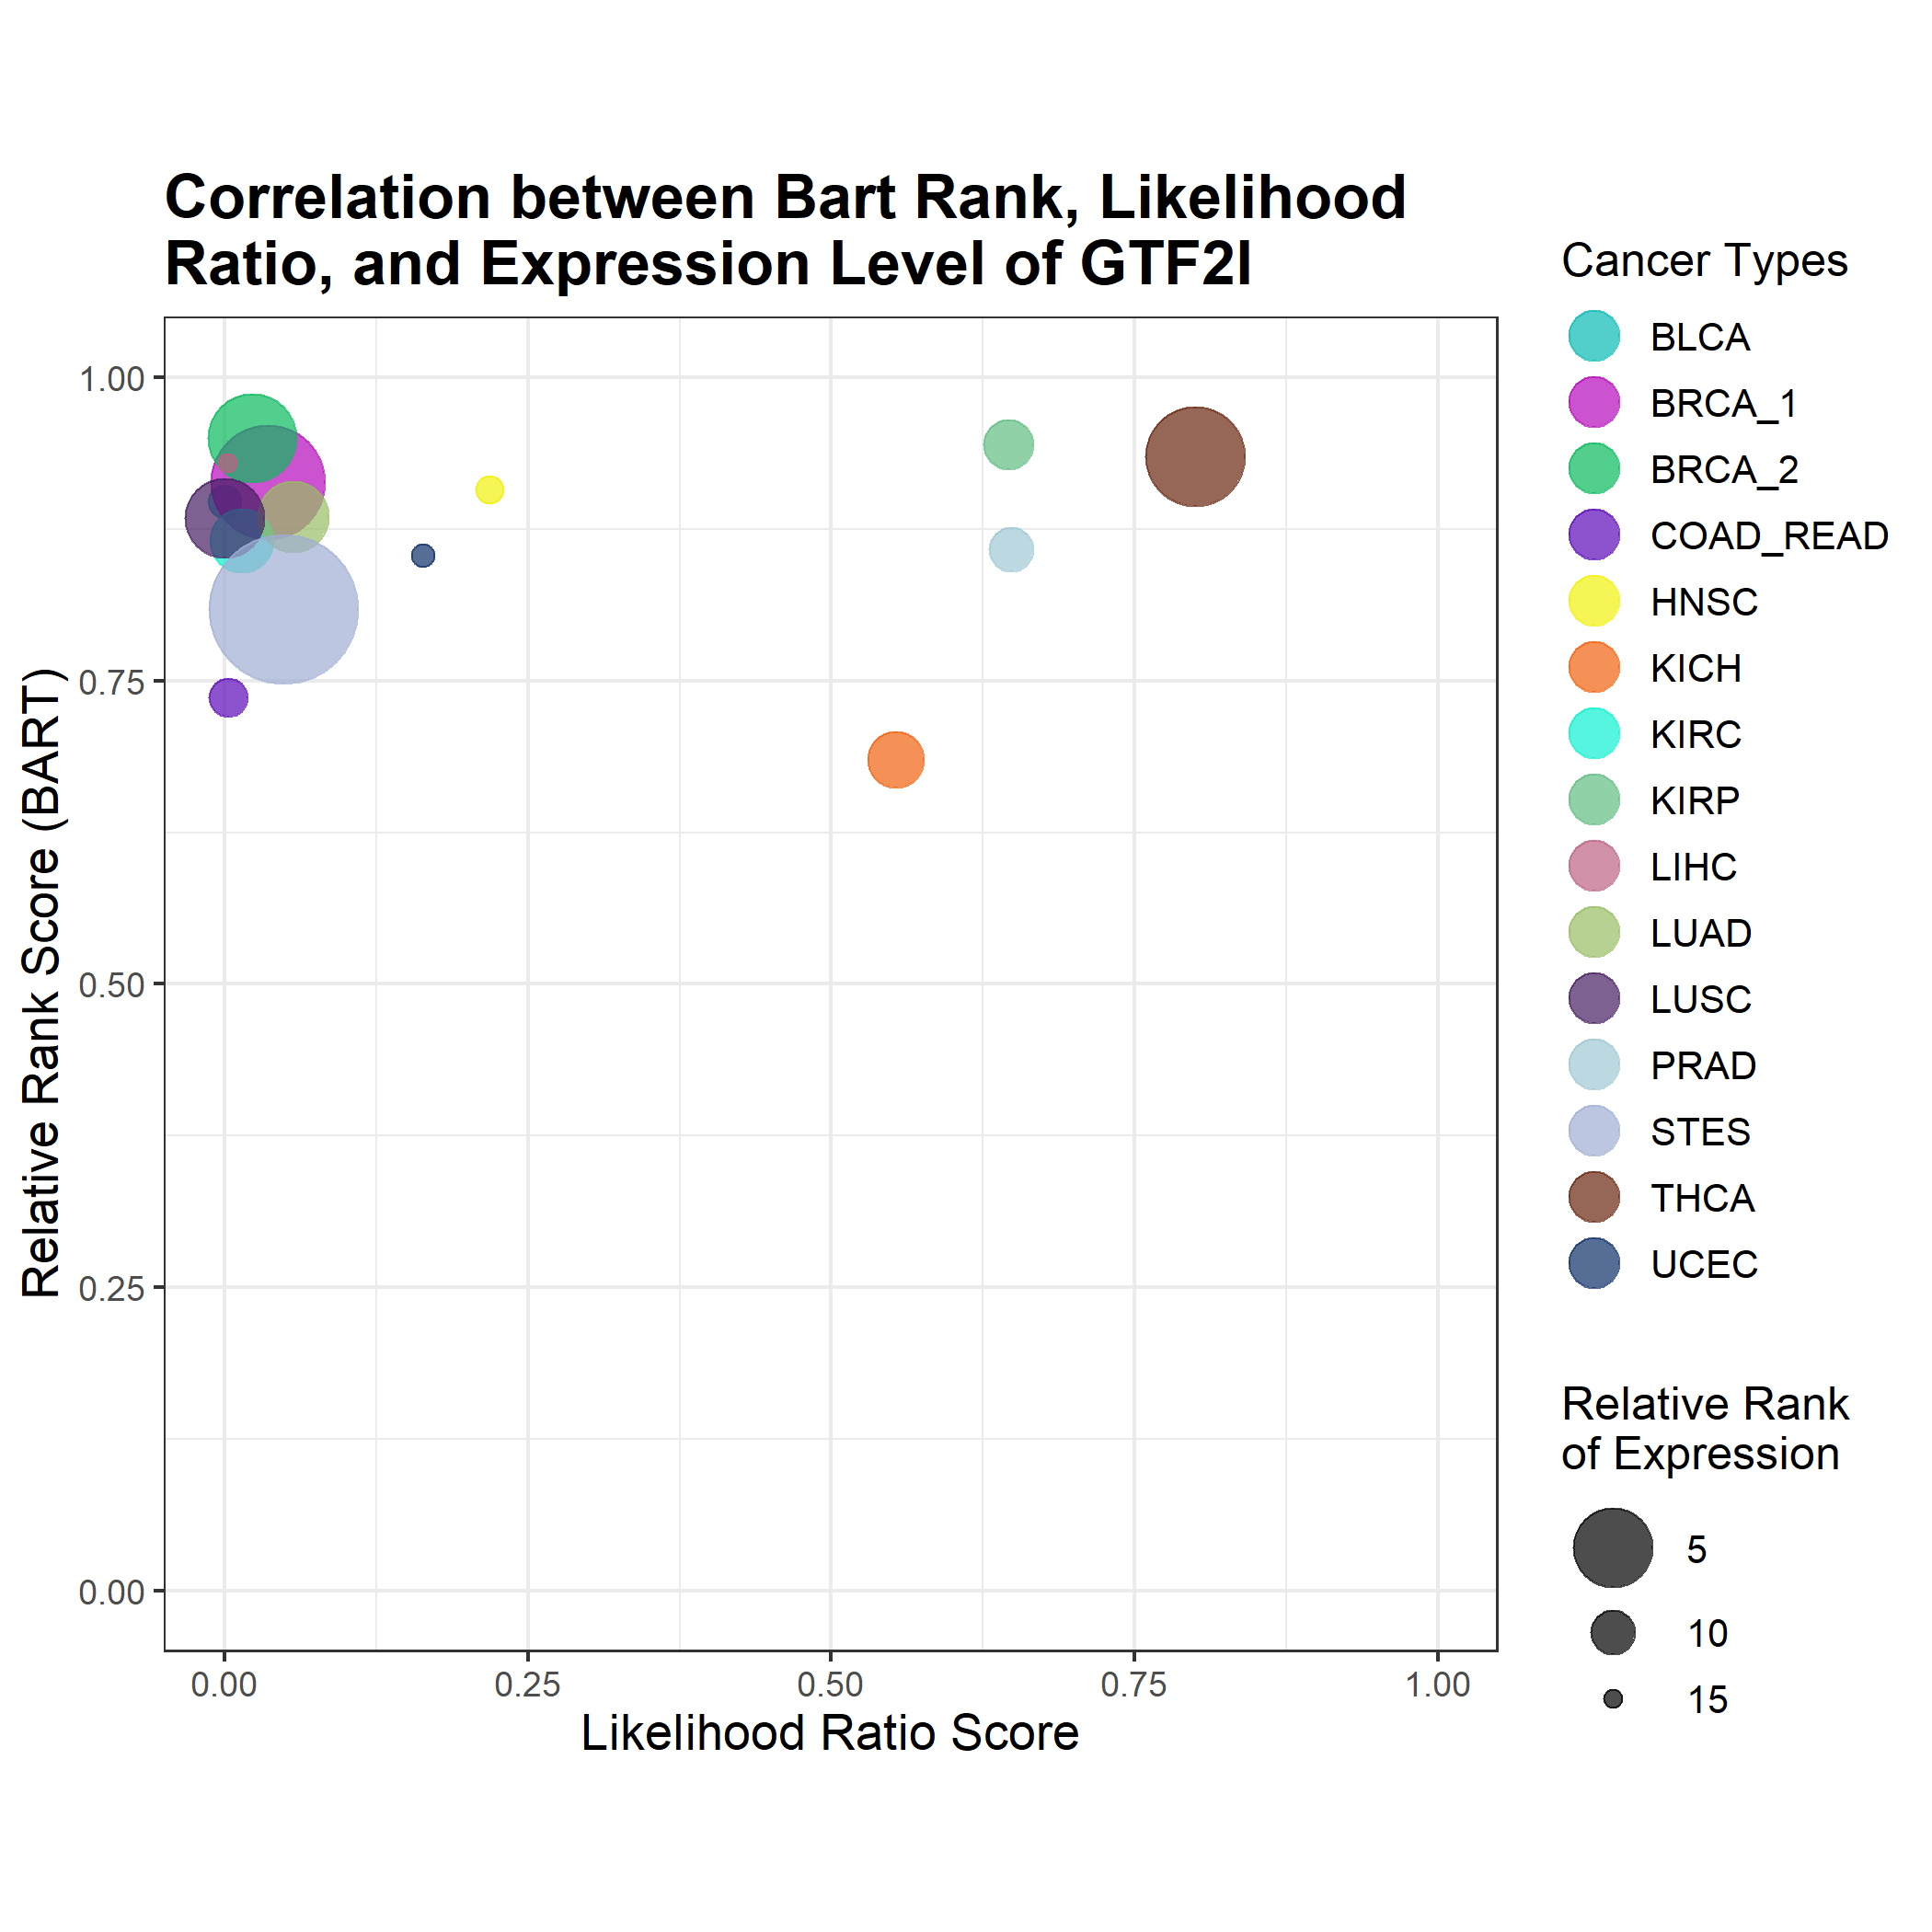 Correlation between Bart Rank, Likelihood
Ratio, and Expression Level of GTF2I
Relative Rank Score (BART)
1.00
0.75
0.50
0.25
0.00
0.00
0.25
0.50
0.75
1.00
Likelihood Ratio Score
Cancer Types
BLCA
BRCA_1
BRCA_2
COAD_READ
HNSC
KICH
KIRC
KIRP
LIHC
LUAD
LUSC
PRAD
STES
THCA
UCEC
Relative Rank
of Expression
5
10
15